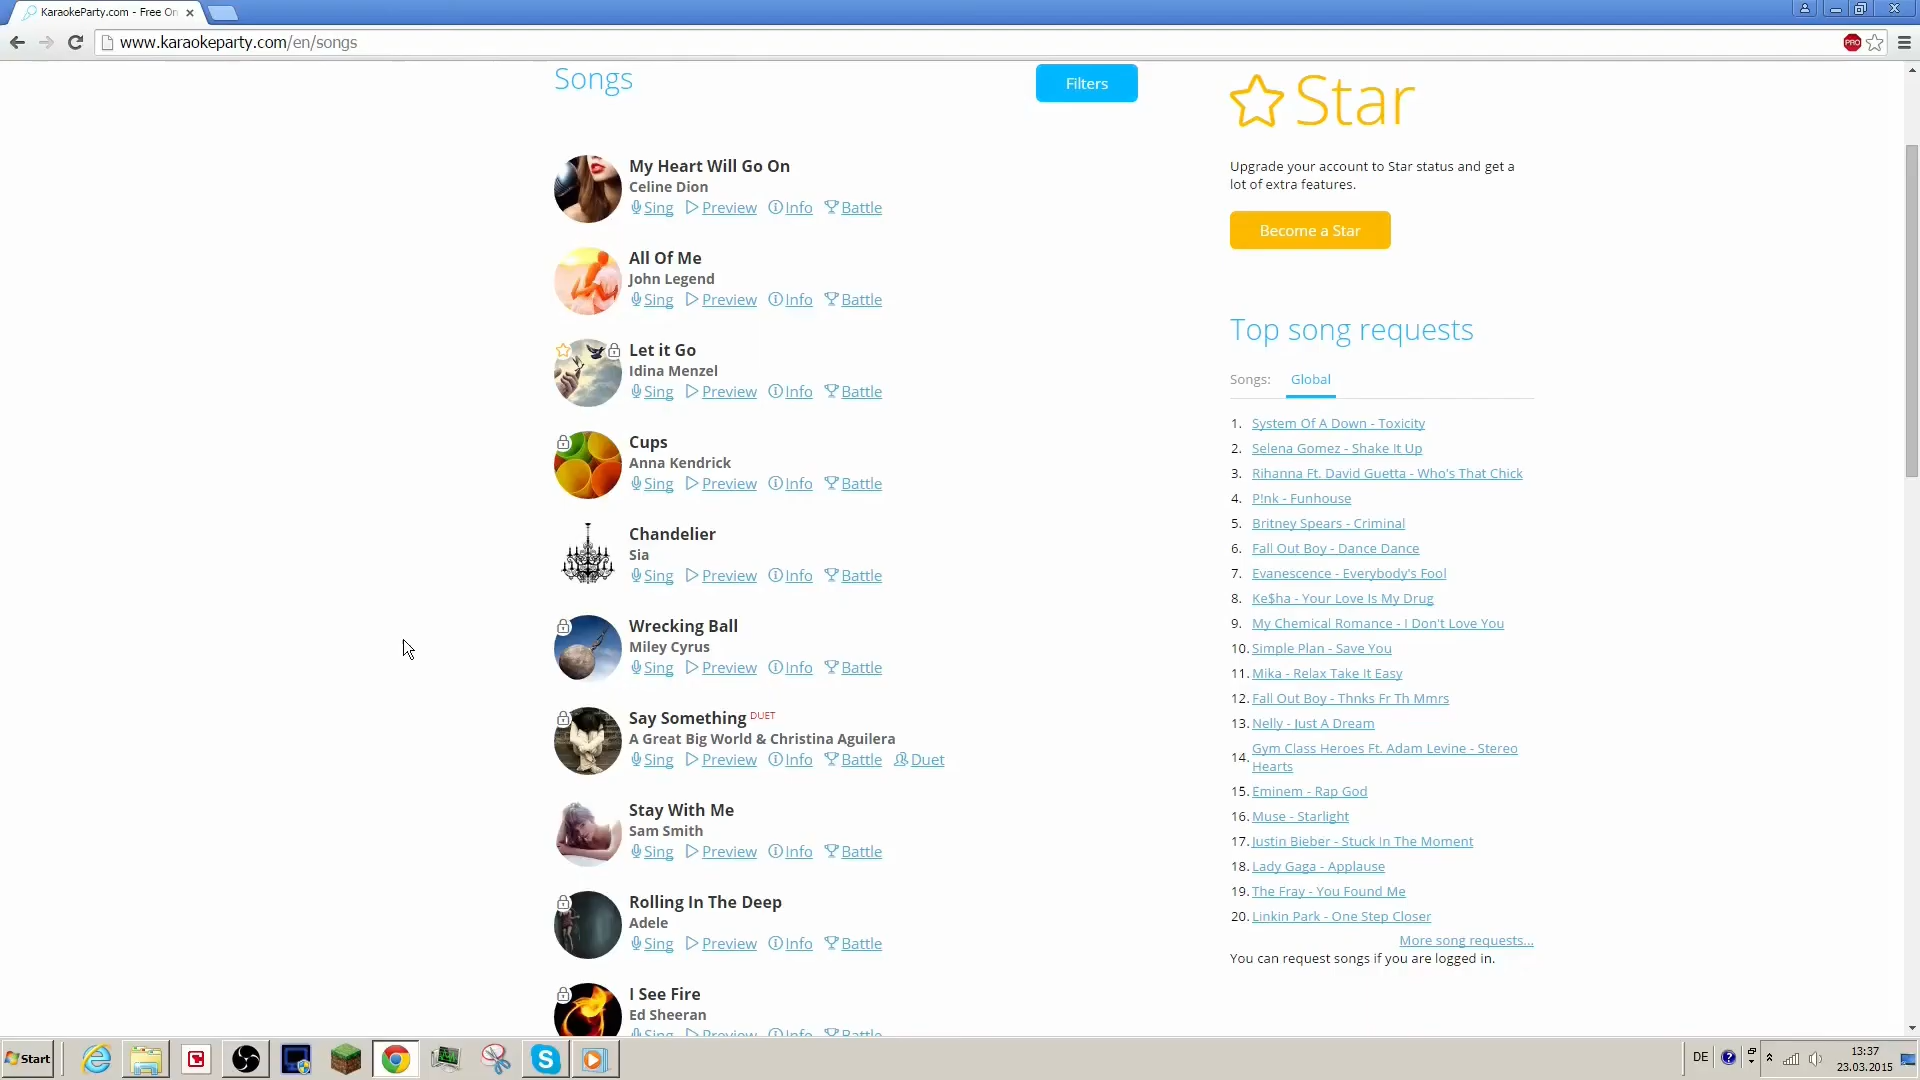 KaraokeParty.com - Free On
www.karaokeparty.com/en/songs
PRO
Songs
Filters
My Heart Will Go On
Celine Dion
Sing Preview Info Battle
All Of Me
John Legend
Sing Preview Info Battle
Let it Go
Idina Menzel
Sing Preview Info Battle
Cups
Anna Kendrick
Sing Preview Info Battle
Chandelier
Sia
Sing Preview Info Battle
Wrecking Ball
Miley Cyrus
Sing Preview Info Battle
Say Something DUET
A Great Big World & Christina Aguilera
Sing Preview Info Battle Duet
Stay With Me
Sam Smith
Sing Preview Info Battle
Rolling In The Deep
Adele
Sing Preview Info Battle
I See Fire
Ed Sheeran
Sing Preview Info Battle
Star
Upgrade your account to Star status and get a
lot of extra features.
Become a Star
Top song requests
Songs: Global
1. System Of A Down - Toxicity
2. Selena Gomez - Shake It Up
3. Rihanna Ft. David Guetta - Who's That Chick
4. P!nk - Funhouse
5. Britney Spears - Criminal
6. Fall Out Boy - Dance Dance
7. Evanescence - Everybody's Fool
8. Ke$ha - Your Love Is My Drug
9. My Chemical Romance - I Don't Love You
10. Simple Plan - Save You
11. Mika - Relax Take It Easy
12. Fall Out Boy - Thnks Fr Th Mmrs
13. Nelly - Just A Dream
14. Gym Class Heroes Ft. Adam Levine - Stereo
Hearts
15. Eminem - Rap God
16. Muse - Starlight
17. Justin Bieber - Stuck In The Moment
18. Lady Gaga - Applause
19. The Fray - You Found Me
20. Linkin Park - One Step Closer
More song requests...
You can request songs if you are logged in.
Start
DE
13:37
23.03.2015